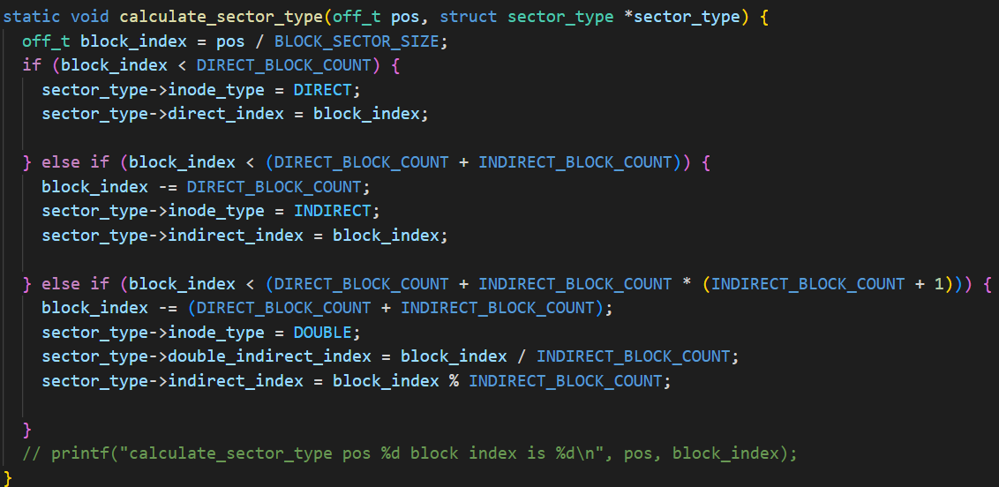 static void calculate_sector_type(off_t pos, struct sector_type *sector_type) {
  off_t block_index = pos / BLOCK_SECTOR_SIZE;
  if (block_index < DIRECT_BLOCK_COUNT) {
    sector_type->inode_type = DIRECT;
    sector_type->direct_index = block_index;

  } else if (block_index < (DIRECT_BLOCK_COUNT + INDIRECT_BLOCK_COUNT)) {
    block_index -= DIRECT_BLOCK_COUNT;
    sector_type->inode_type = INDIRECT;
    sector_type->indirect_index = block_index;

  } else if (block_index < (DIRECT_BLOCK_COUNT + INDIRECT_BLOCK_COUNT * (INDIRECT_BLOCK_COUNT + 1))) {
    block_index -= (DIRECT_BLOCK_COUNT + INDIRECT_BLOCK_COUNT);
    sector_type->inode_type = DOUBLE;
    sector_type->double_indirect_index = block_index / INDIRECT_BLOCK_COUNT;
    sector_type->indirect_index = block_index % INDIRECT_BLOCK_COUNT;

  }
  // printf("calculate_sector_type pos %d block index is %d\n", pos, block_index);
}